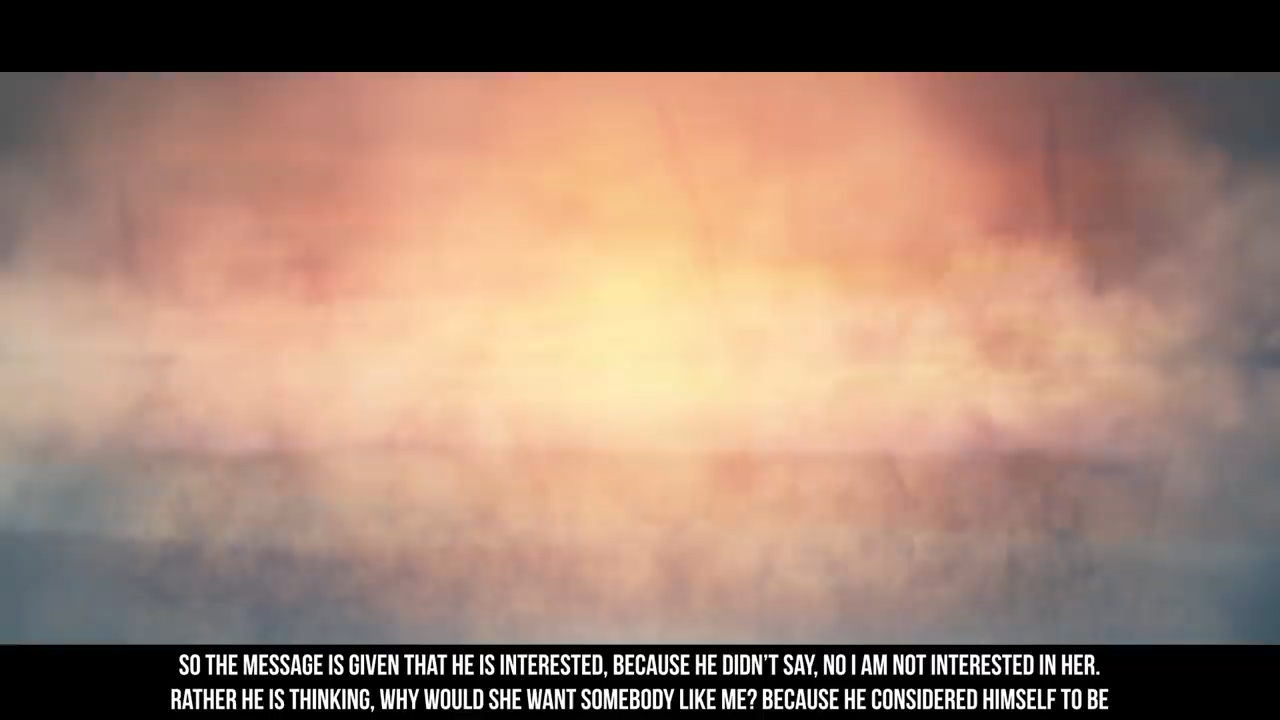 SO THE MESSAGE IS GIVEN THAT HE IS INTERESTED, BECAUSE HE DIDN'T SAY, NO I AM NOT INTERESTED IN HER.
RATHER HE IS THINKING, WHY WOULD SHE WANT SOMEBODY LIKE ME? BECAUSE HE CONSIDERED HIMSELF TO BE